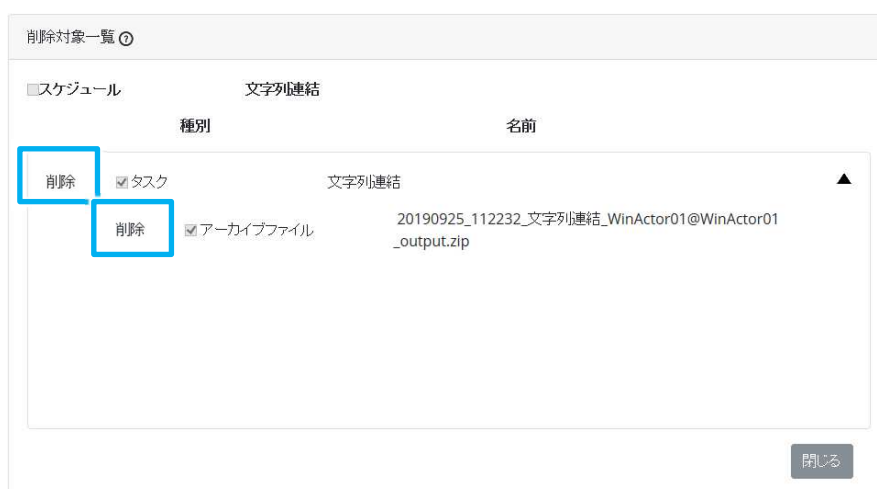 削除対象一覧 ?
スケジュール 文字列連結
種別 名前
削除 タスク 文字列連結 ▲
削除 アーカイブファイル 20190925_112232_文字列連結_WinActor01@WinActor01
_output.zip
閉じる